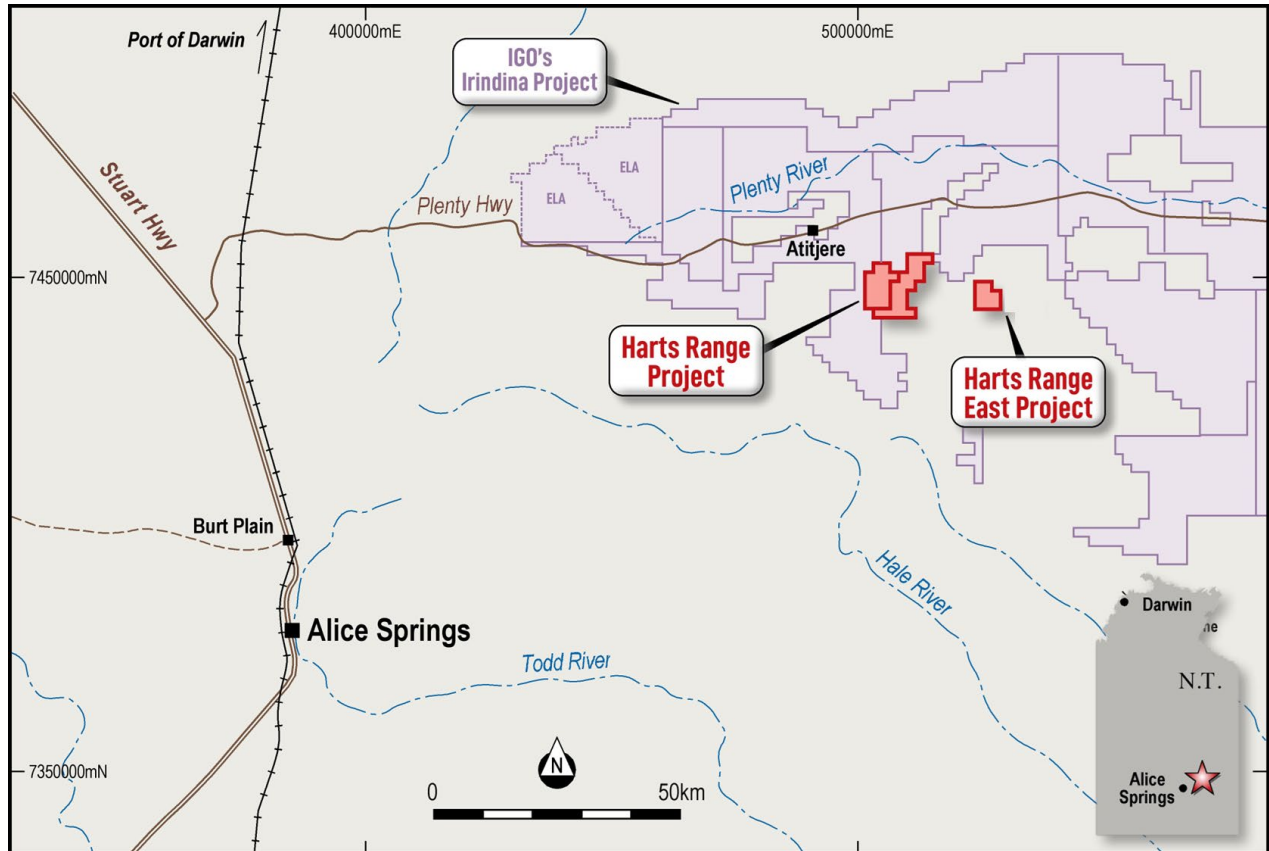 Port of Darwin
400000mE
500000mE
IGO's
Irindina Project
Stuart Hwy
ELA
ELA
Plenty River
Plenty Hwy
Atitjere
7450000mN
Harts Range
Project
Harts Range
East Project
Burt Plain
Hale River
Alice Springs
Todd River
Darwin
ne
N.T.
N
7350000mN
0
50km
Alice
Springs